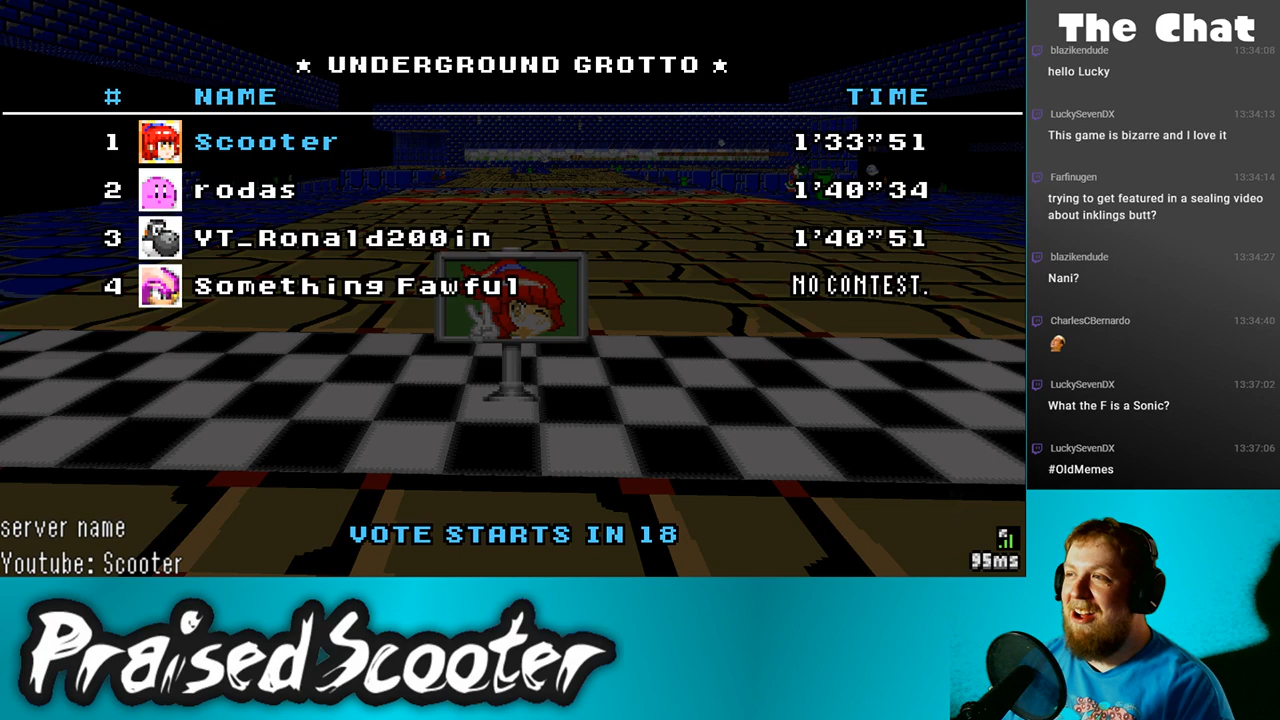 ★ UNDERGROUND GROTTO ★
# NAME TIME
1 Scooter 1'33"51
2 rodas 1'40"34
3 YT_Ronald200in 1'40"51
4 Something Fawful NO CONTEST.
VOTE STARTS IN 18
server name
Youtube: Scooter
95ms
The Chat
blazikendude 13:34:08
hello Lucky
LuckySevenDX 13:34:13
This game is bizarre and I love it
Farfinugen 13:34:14
trying to get featured in a sealing video
about inklings butt?
blazikendude 13:34:27
Nani?
CharlesCBernardo 13:34:40
LuckySevenDX 13:37:02
What the F is a Sonic?
LuckySevenDX 13:37:06
#OldMemes
PraisedScooter